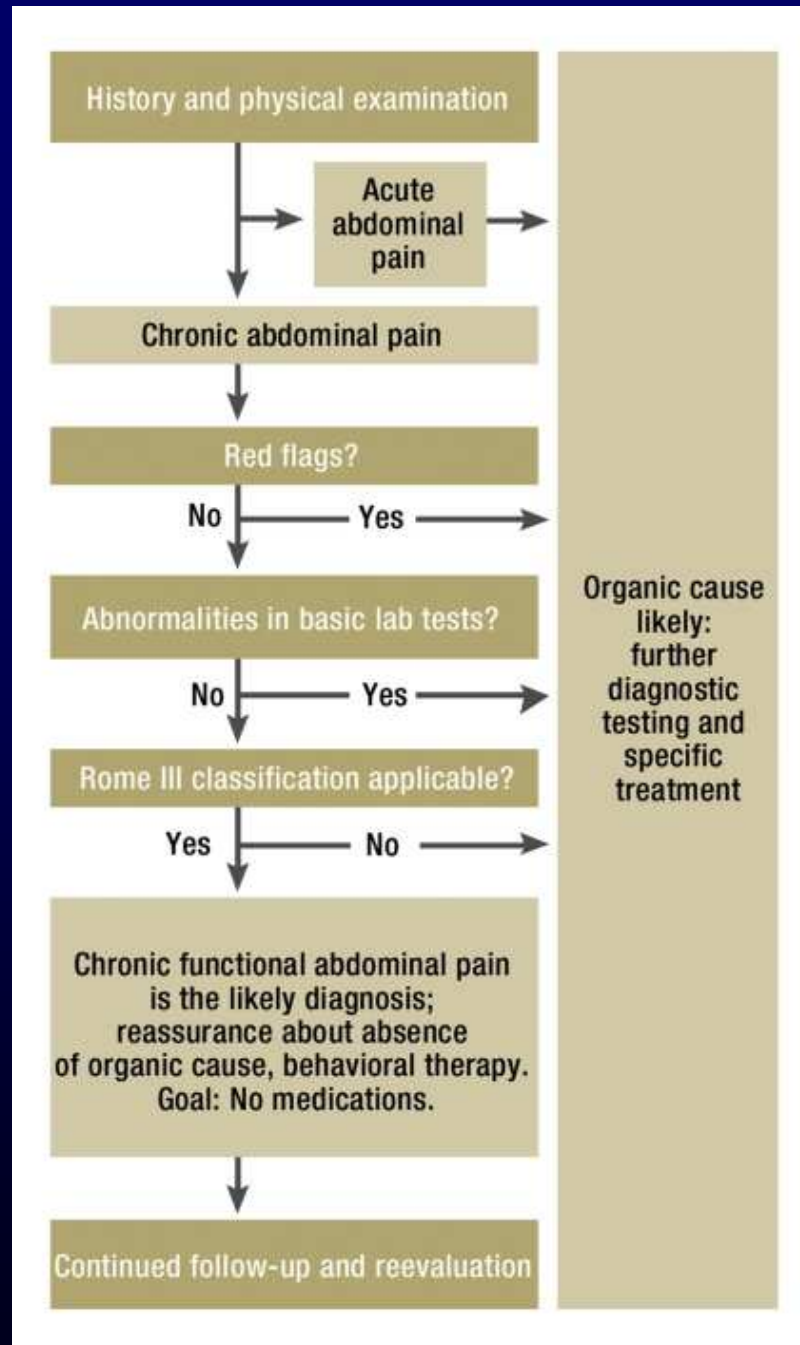 History and physical examination
Acute
abdominal
pain
Chronic abdominal pain
Red flags?
No
Yes
Abnormalities in basic lab tests?
No
Yes
Rome III classification applicable?
Yes
No
Organic cause
likely:
further
diagnostic
testing and
specific
treatment
Chronic functional abdominal pain
is the likely diagnosis;
reassurance about absence
of organic cause, behavioral therapy.
Goal: No medications.
Continued follow-up and reevaluation